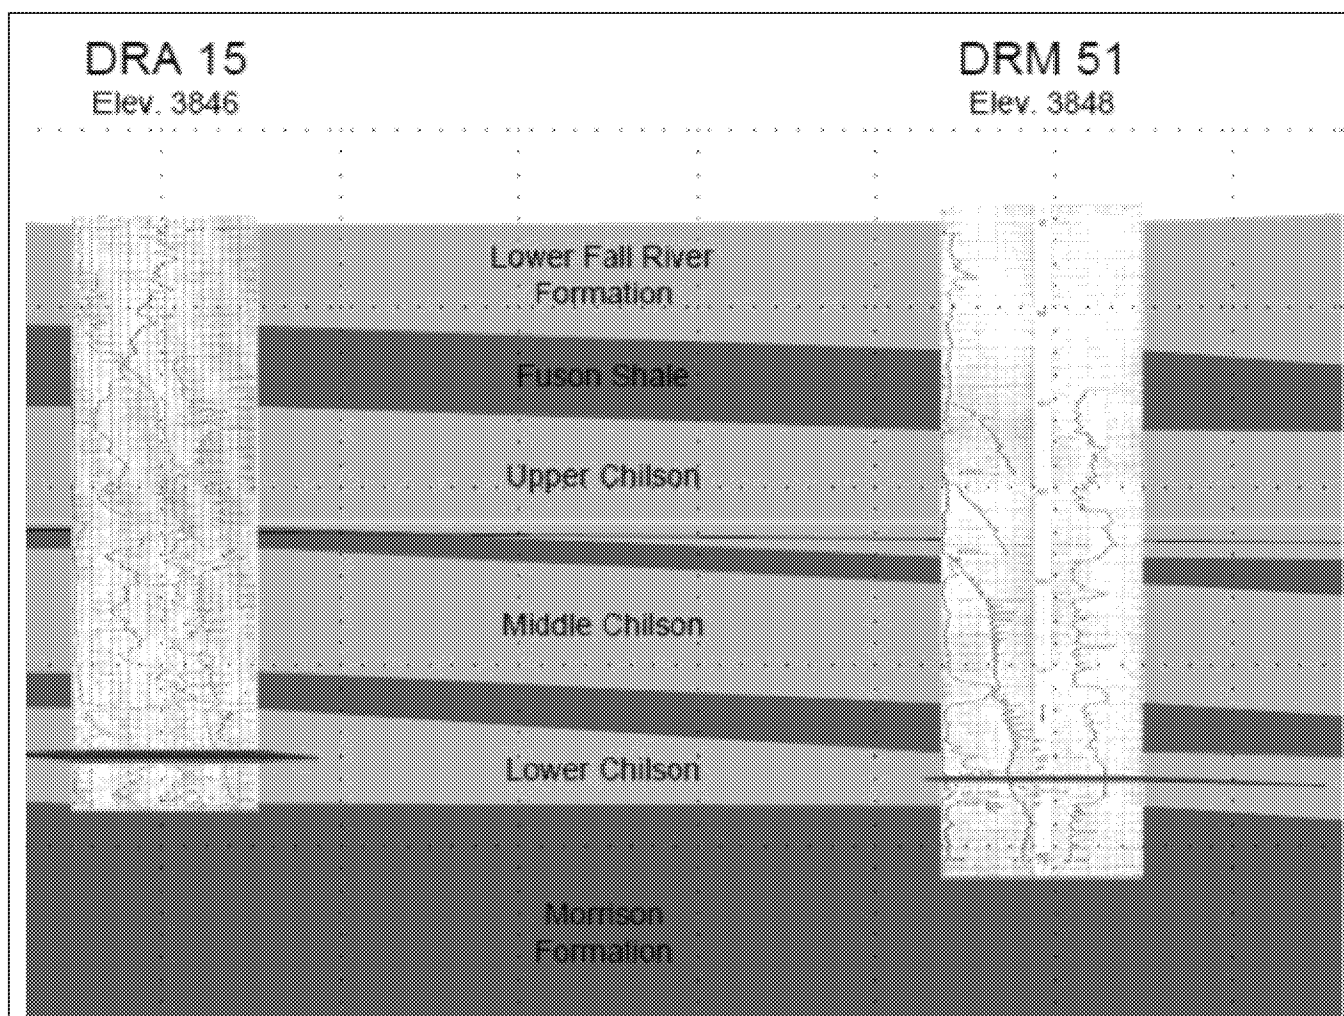 DRA 15
Elev. 3846
DRM 51
Elev. 3848
Lower Fall River
Formation
Fuson Shale
Upper Chilson
Middle Chilson
Lower Chilson
Morrison
Formation